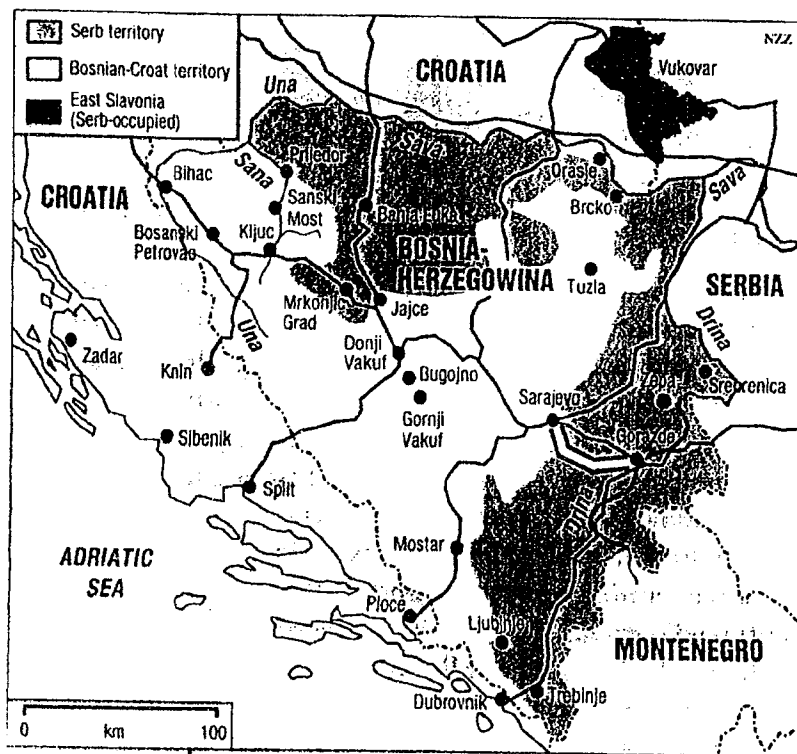 Serb territory
Bosnian-Croat territory
East Slavonia
(Serb-occupied)
NZZ
CROATIA
Vukovar
Una
Sava
Prijedor
Sana
Orasje
Bihac
Sanski
Most
Sava
CROATIA
Banja Luka
Brcko
Bosanski
Petrovac
Kljuc
BOSNIA-
HERZEGOWINA
Tuzla
SERBIA
Mrkonjic
Grad
Jajce
Drina
Una
Zadar
Donji
Vakuf
Knin
Zepa
Srebrenica
Bugojno
Sarajevo
Gornji
Vakuf
Gorazde
Sibenik
Split
Drina
Mostar
ADRIATIC
SEA
Ploce
Ljubinje
MONTENEGRO
Dubrovnik
Trebinje
0
100
km